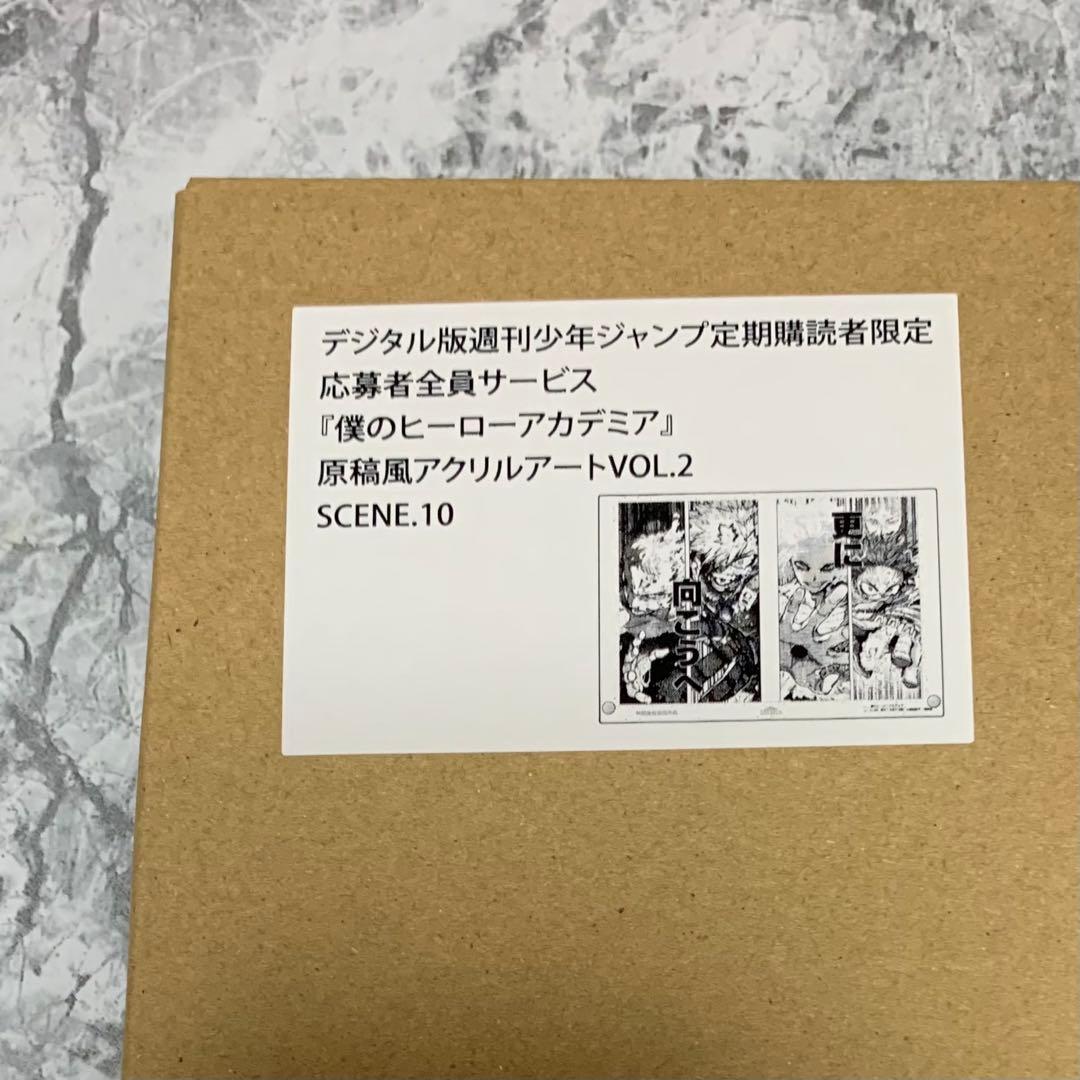 デジタル版週刊少年ジャンプ定期購読者限定
応募者全員サービス
『僕のヒーローアカデミア』
原稿風アクリルアートVOL.2
SCENE.10
更に
向こうへ